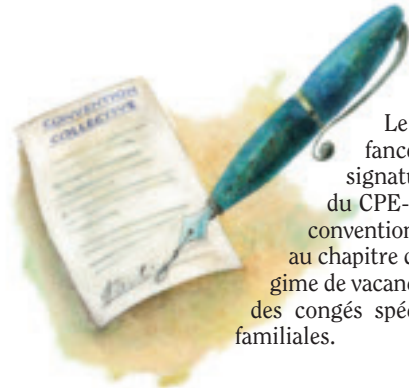 CONVENTION
COLLECTIVE
Le
fance
signatu
du CPE-
convention
au chapitre d
gime de vacanc
des congés spéc
familiales.